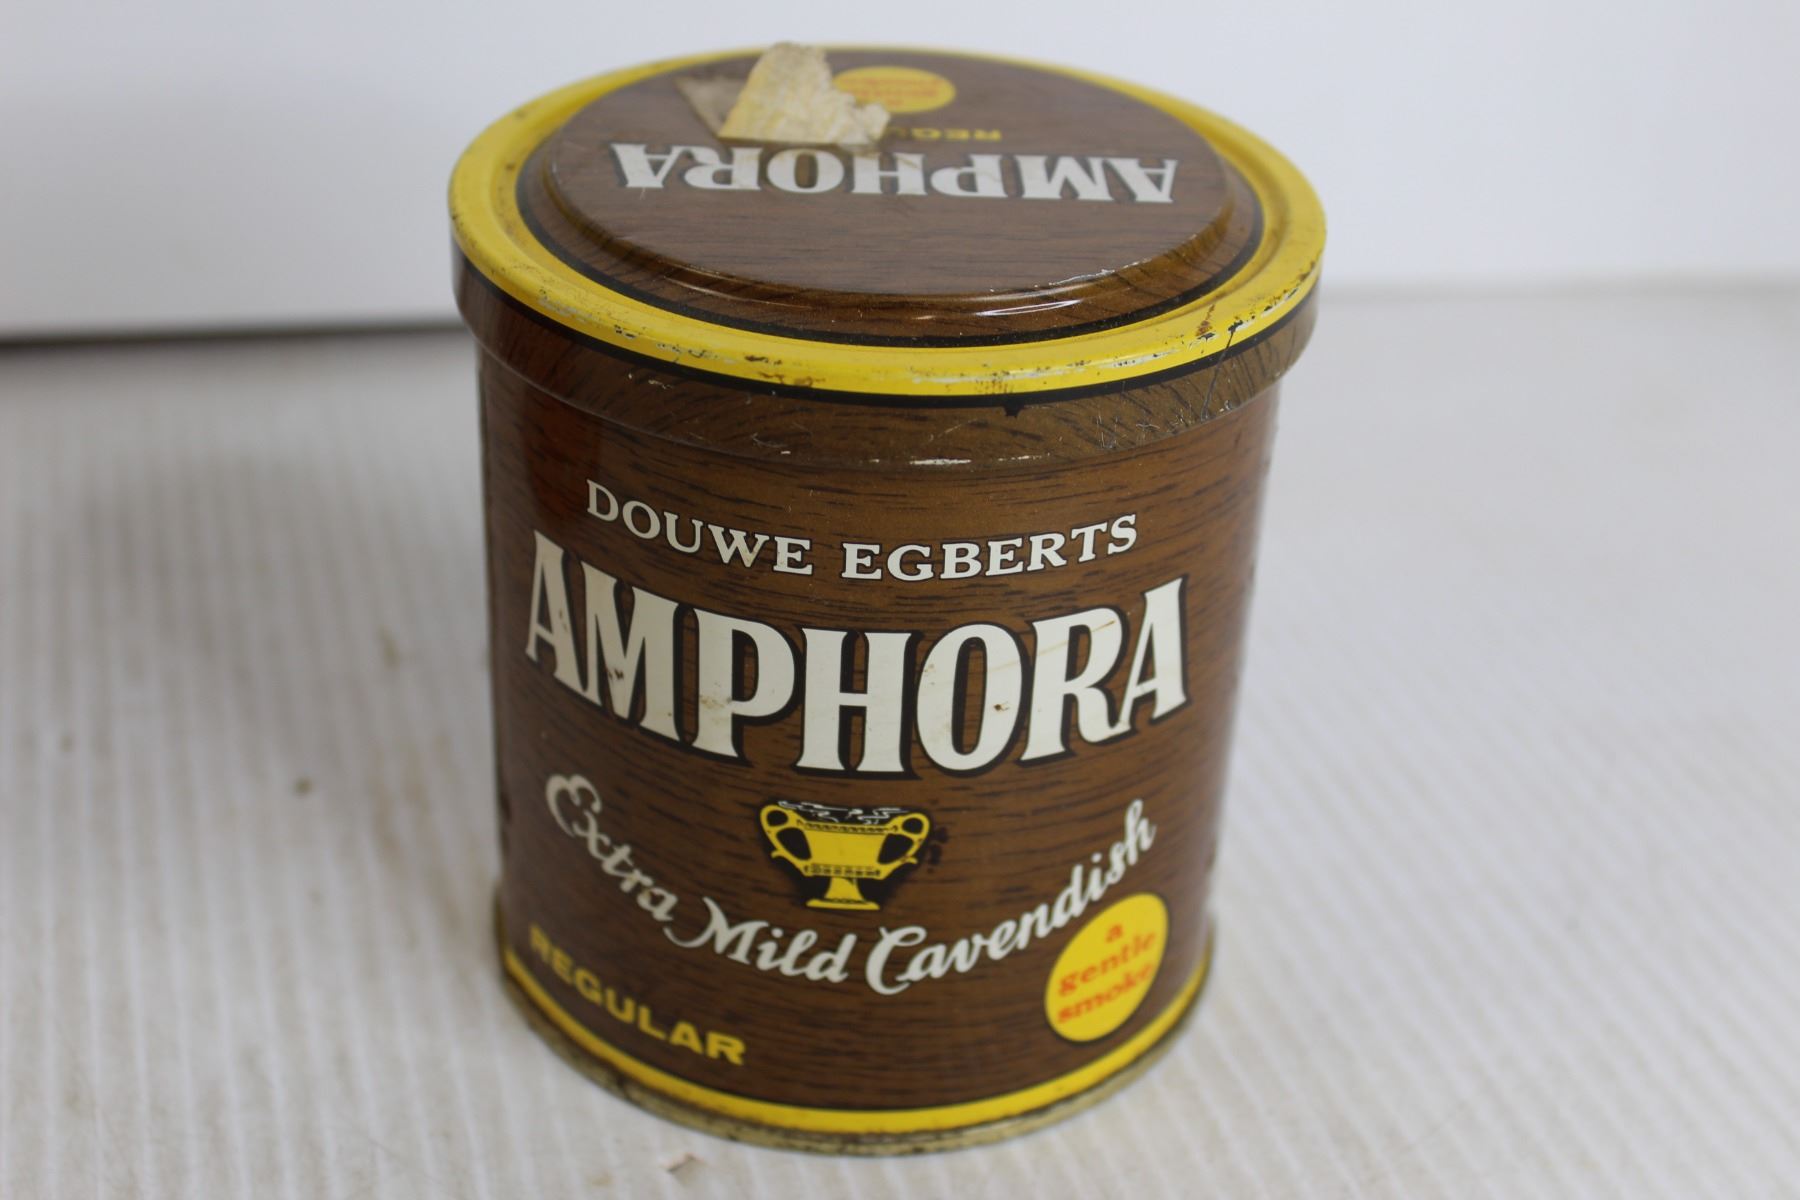 AMPHORA
DOUWE EGBERTS
AMPHORA
Extra Mild Cavendish
REGULAR
a
gentle
smoke